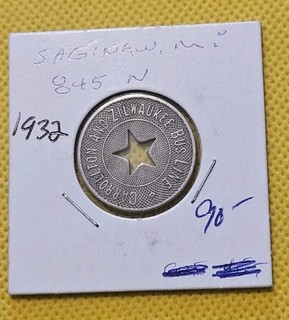 SAGINAW, Mi
845 N
1932
CARROLLTON AND ZILWAUKEE BUS LINE
90-